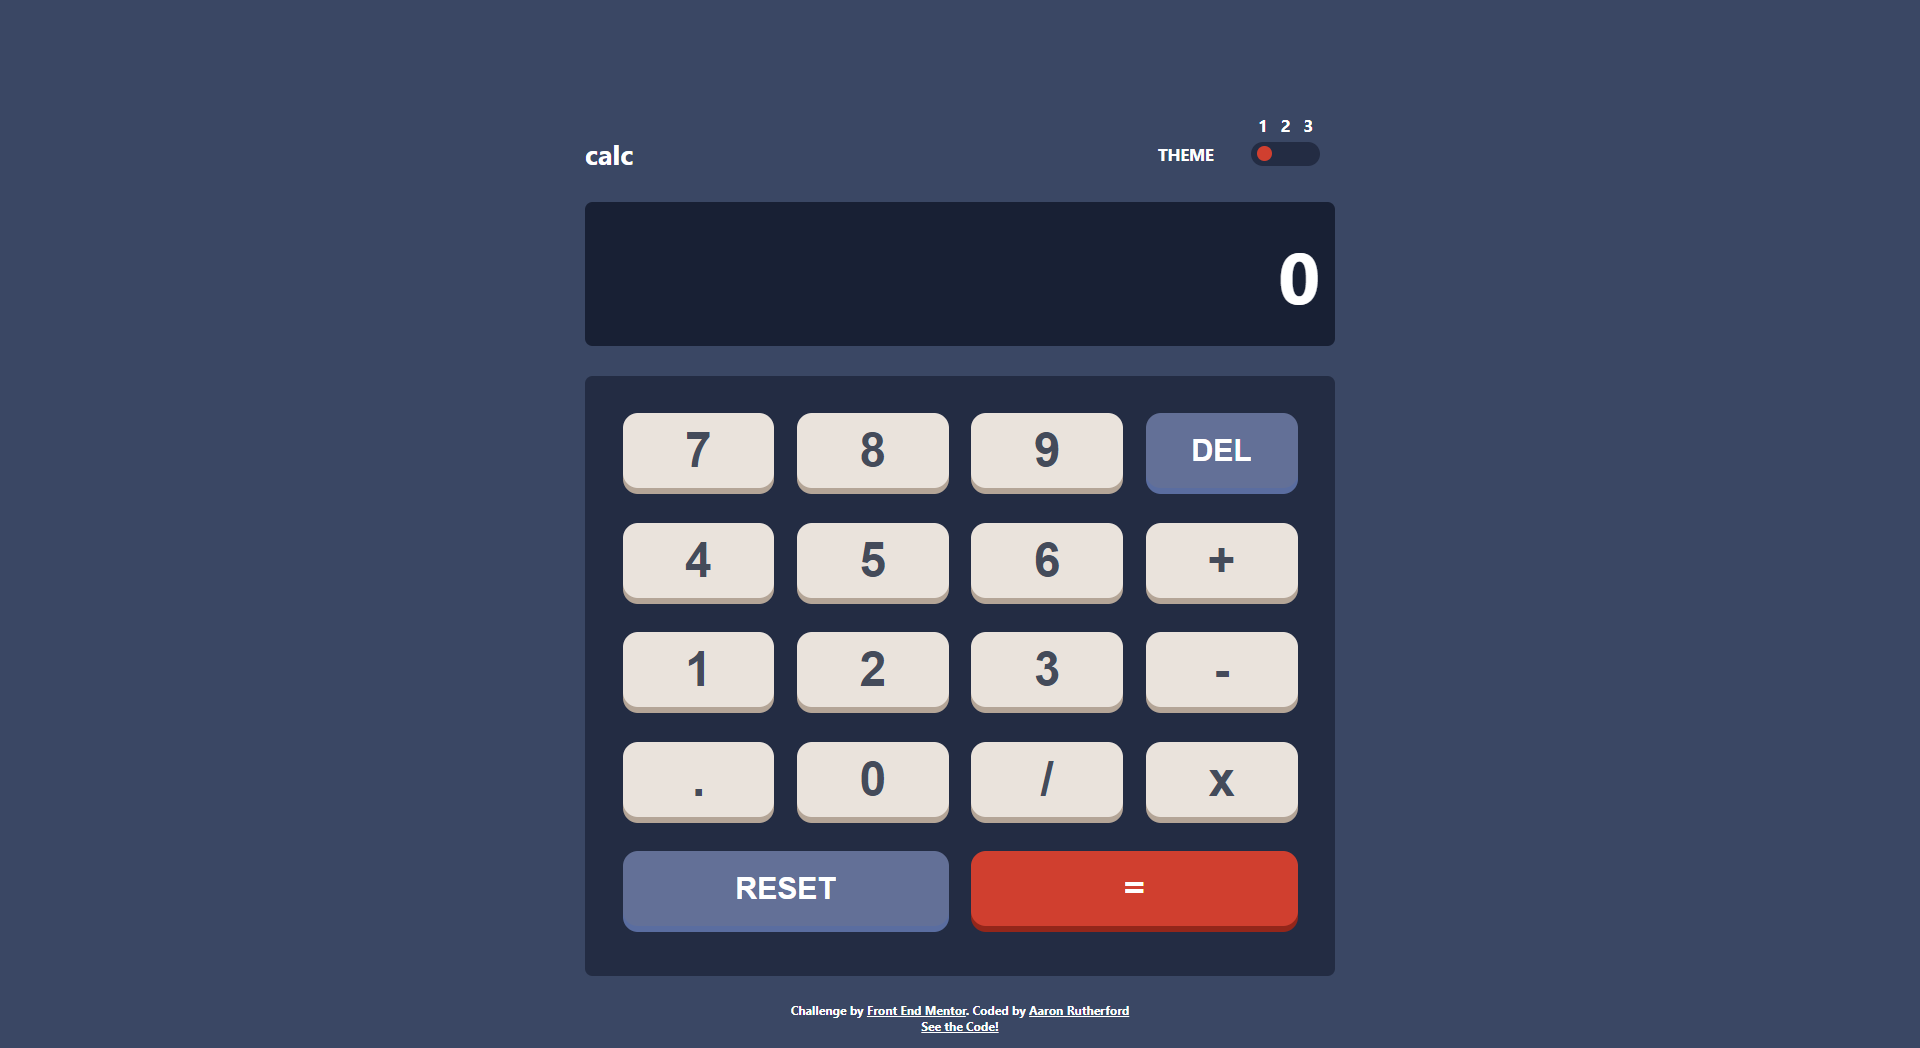 1 2 3
calc THEME
0
7 8 9 DEL
4 5 6 +
1 2 3 -
. 0 / x
RESET =
Challenge by Front End Mentor. Coded by Aaron Rutherford
See the Code!